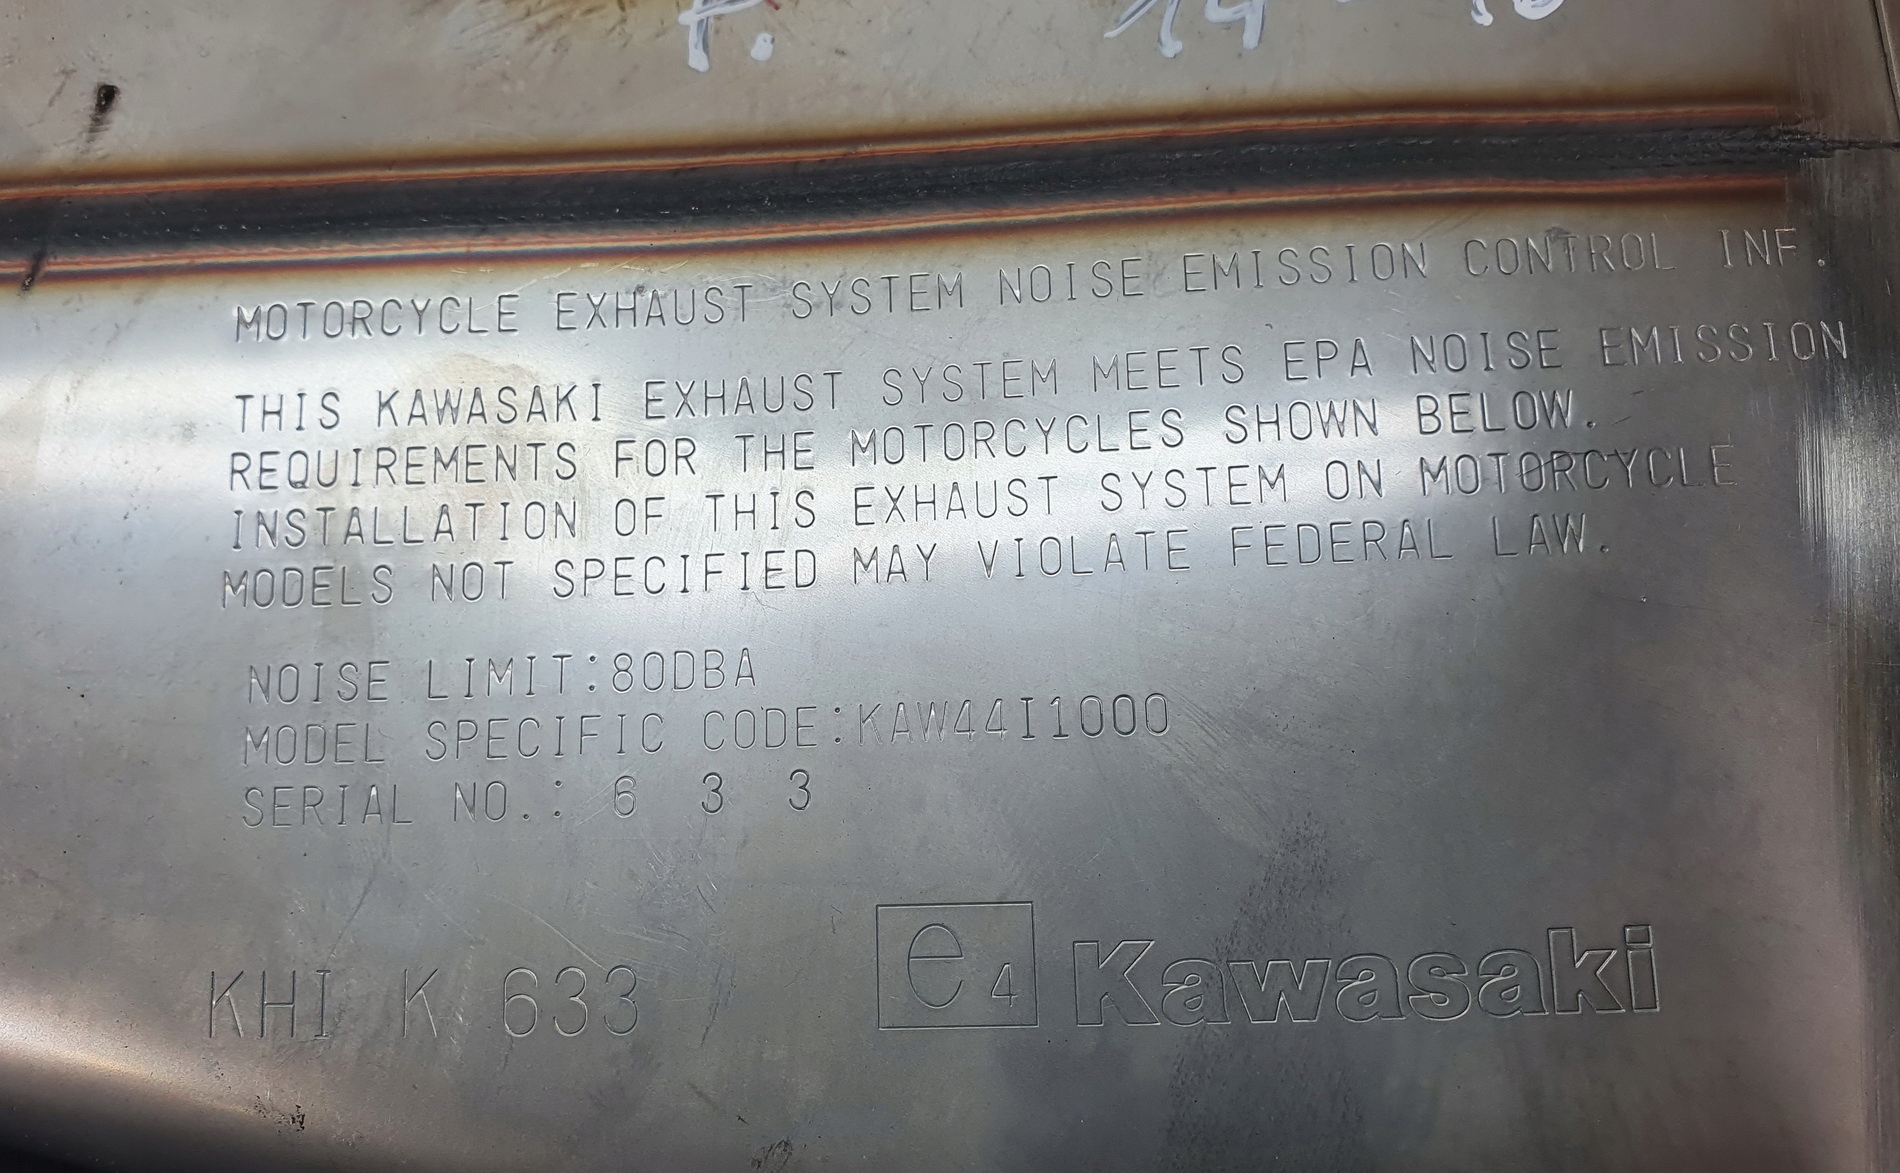 MOTORCYCLE EXHAUST SYSTEM NOISE EMISSION CONTROL INF.
THIS KAWASAKI EXHAUST SYSTEM MEETS EPA NOISE EMISSION
REQUIREMENTS FOR THE MOTORCYCLES SHOWN BELOW.
INSTALLATION OF THIS EXHAUST SYSTEM ON MOTORCYCLE
MODELS NOT SPECIFIED MAY VIOLATE FEDERAL LAW.
NOISE LIMIT:80DBA
MODEL SPECIFIC CODE:KAW44I1000
SERIAL NO.: 6 3 3
KHI K 633 e4 Kawasaki